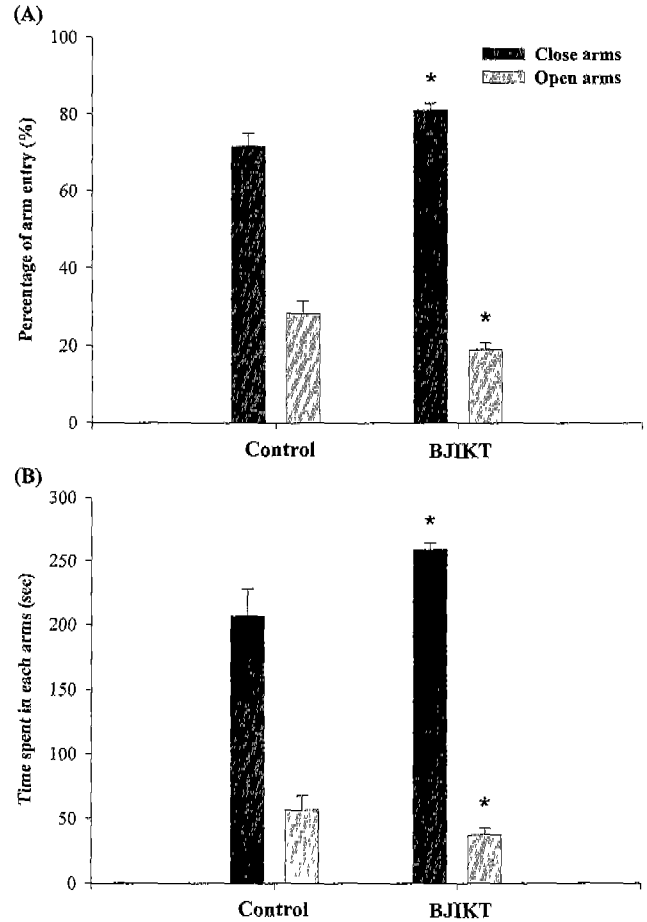 (A)
100
80
60
40
20
0
Percentage of arm entry (%)
Close arms
Open arms
*
*
Control
BJIKT
(B)
300
250
200
150
100
50
0
Time spent in each arms (sec)
*
*
Control
BJIKT